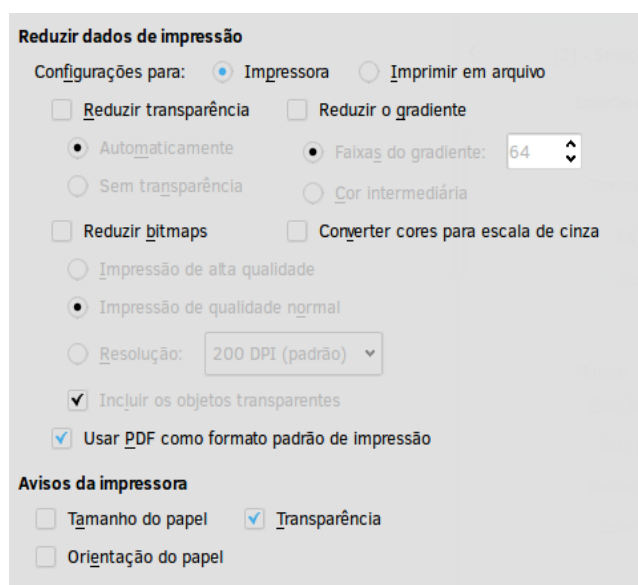 Reduzir dados de impressão
Configurações para: Impressora Imprimir em arquivo
Reduzir transparência Reduzir o gradiente
Automaticamente Faixas do gradiente: 64
Sem transparência Cor intermediária
Reduzir bitmaps Converter cores para escala de cinza
Impressão de alta qualidade
Impressão de qualidade normal
Resolução: 200 DPI (padrão)
Incluir os objetos transparentes
Usar PDF como formato padrão de impressão
Avisos da impressora
Tamanho do papel Transparência
Orientação do papel